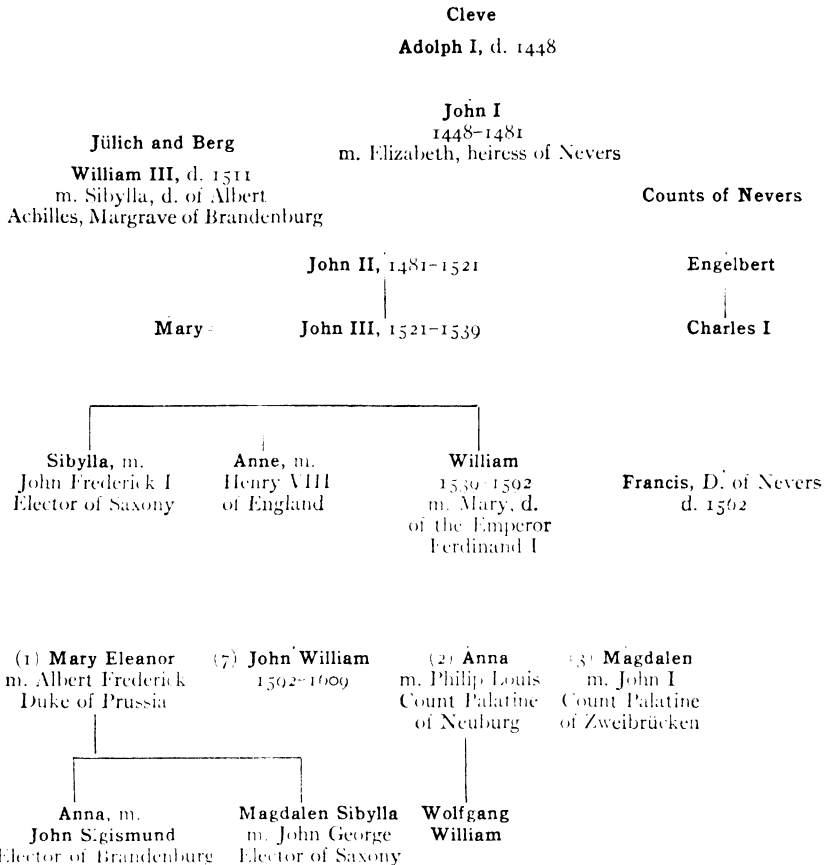 Cleve
Adolph I, d. 1448
John I
1448-1481
m. Elizabeth, heiress of Nevers
Jülich and Berg
William III, d. 1511
m. Sibylla, d. of Albert
Achilles, Margrave of Brandenburg
Counts of Nevers
John II, 1481-1521
Engelbert
Mary =
John III, 1521-1539
Charles I
Sibylla, m.
John Frederick I
Elector of Saxony
Anne, m.
Henry VIII
of England
William
1539-1592
m. Mary, d.
of the Emperor
Ferdinand I
Francis, D. of Nevers
d. 1562
(1) Mary Eleanor
m. Albert Frederick
Duke of Prussia
(7) John William
1592-1609
(2) Anna
m. Philip Louis
Count Palatine
of Neuburg
(3) Magdalen
m. John I
Count Palatine
of Zweibrücken
Anna, m.
John Sigismund
Elector of Brandenburg
Magdalen Sibylla
m. John George
Elector of Saxony
Wolfgang
William